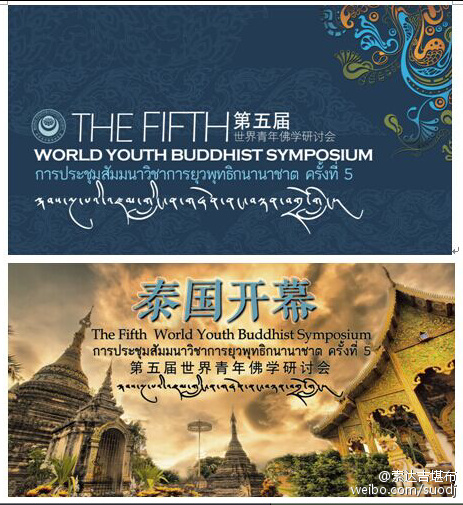 THE FIFTH 第五届
世界青年佛学研讨会
WORLD YOUTH BUDDHIST SYMPOSIUM
การประชุมสัมมนาวิชาการยุวพุทธิกนานาชาต ครั้งที่ 5
泰国开幕
The Fifth World Youth Buddhist Symposium
การประชุมสัมมนาวิชาการยุวพุทธิกนานาชาต ครั้งที่ 5
第五届世界青年佛学研讨会
@索达吉堪布
weibo.com/suodj